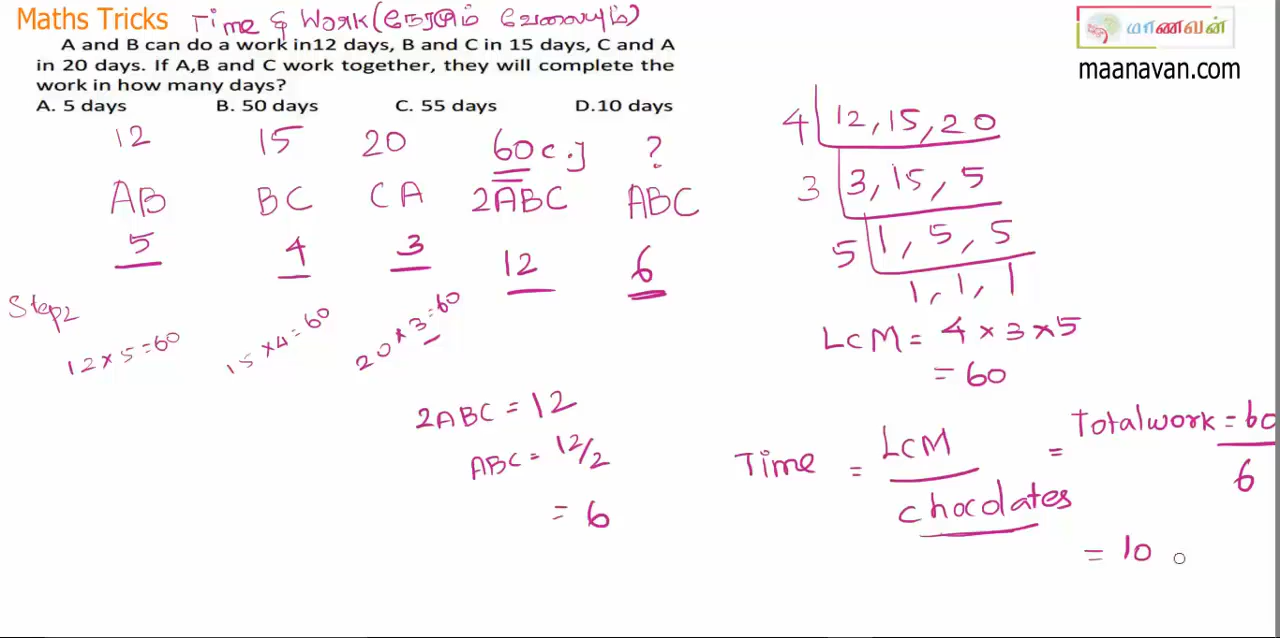 Maths Tricks Time & Work (நேரமும் வேலையும்)
A and B can do a work in12 days, B and C in 15 days, C and A
in 20 days. If A,B and C work together, they will complete the
work in how many days?
A. 5 days B. 50 days C. 55 days D.10 days
மாணவன்
maanavan.com
12 15 20 60 c.j ?
AB BC CA 2ABC ABC
5 4 3 12 6
Step2
12 × 5 = 60 15 × 4 = 60 20 × 3 = 60
2ABC = 12
ABC = 12/2
= 6
4 12, 15, 20
3 3, 15, 5
5 1, 5, 5
1, 1, 1
LCM = 4 × 3 × 5
= 60
Time = LCM / chocolates = Total work = 60 / 6
= 10